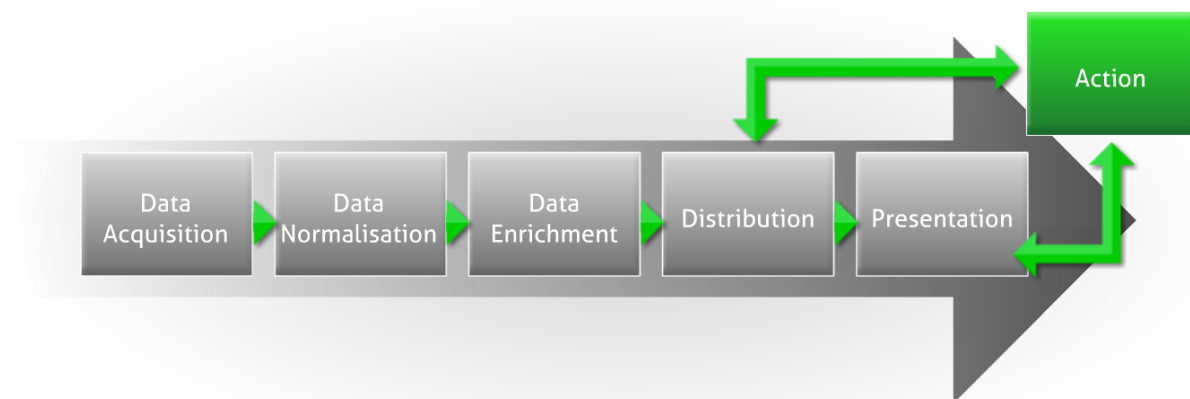 Action
Data
Acquisition
Data
Normalisation
Data
Enrichment
Distribution
Presentation